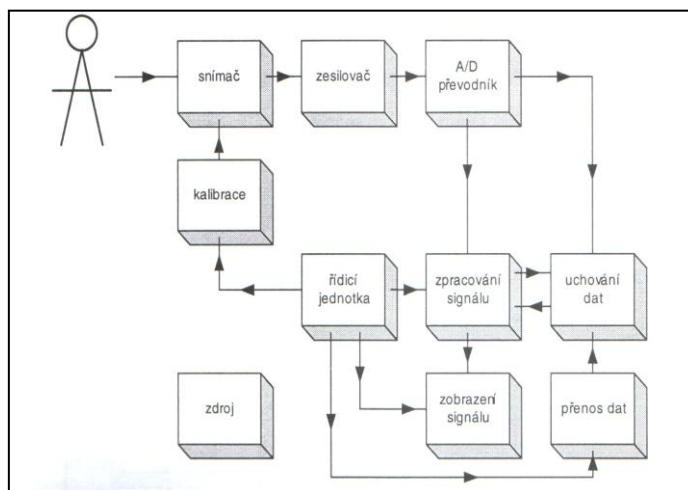 snímač
zesilovač
A/D
převodník
kalibrace
řídicí
jednotka
zpracování
signálu
uchování
dat
zdroj
zobrazení
signálu
přenos dat